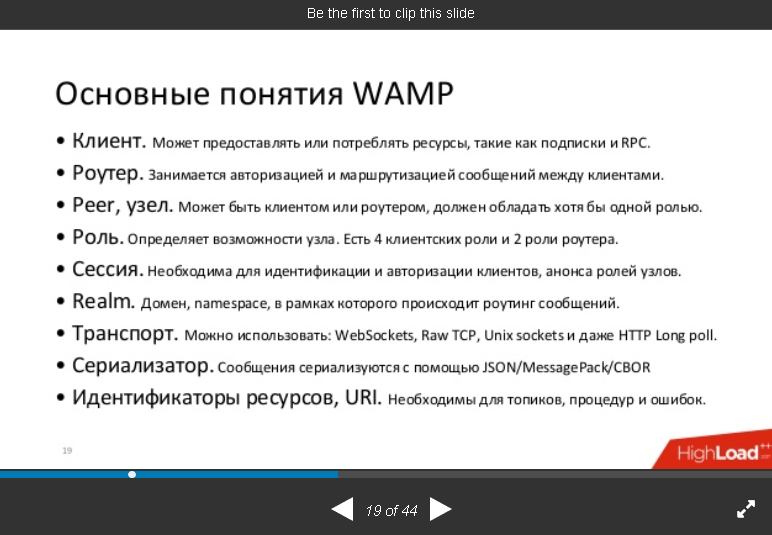 Be the first to clip this slide
Основные понятия WAMP
• Клиент. Может предоставлять или потреблять ресурсы, такие как подписки и RPC.
• Роутер. Занимается авторизацией и маршрутизацией сообщений между клиентами.
• Peer, узел. Может быть клиентом или роутером, должен обладать хотя бы одной ролью.
• Роль. Определяет возможности узла. Есть 4 клиентских роли и 2 роли роутера.
• Сессия. Необходима для идентификации и авторизации клиентов, анонса ролей узлов.
• Realm. Домен, namespace, в рамках которого происходит роутинг сообщений.
• Транспорт. Можно использовать: WebSockets, Raw TCP, Unix sockets и даже HTTP Long poll.
• Сериализатор. Сообщения сериализуются с помощью JSON/MessagePack/CBOR
• Идентификаторы ресурсов, URI. Необходимы для топиков, процедур и ошибок.
19
HighLoad++
19 of 44